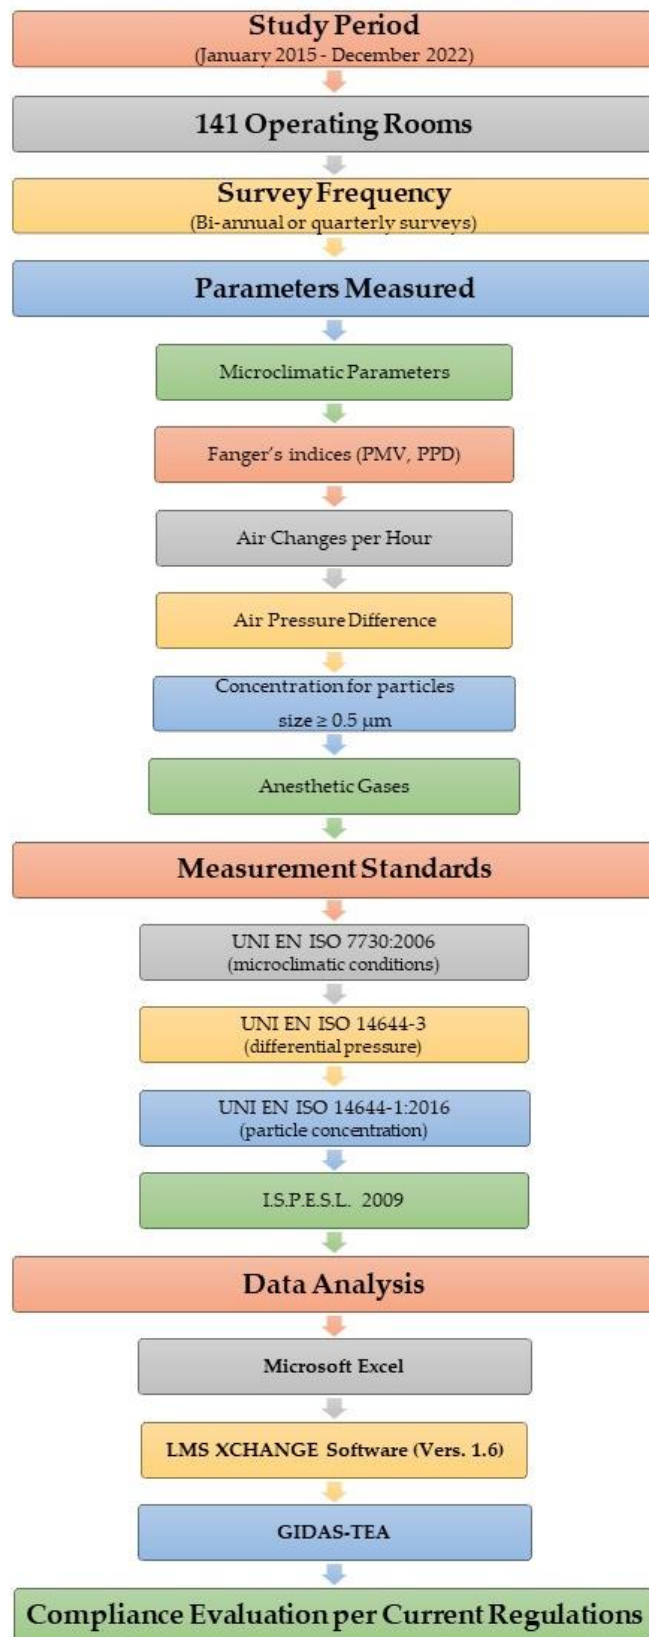 Study Period
(January 2015 - December 2022)
141 Operating Rooms
Survey Frequency
(Bi-annual or quarterly surveys)
Parameters Measured
Microclimatic Parameters
Fanger's indices (PMV, PPD)
Air Changes per Hour
Air Pressure Difference
Concentration for particles
size ≥ 0.5 µm
Anesthetic Gases
Measurement Standards
UNI EN ISO 7730:2006
(microclimatic conditions)
UNI EN ISO 14644-3
(differential pressure)
UNI EN ISO 14644-1:2016
(particle concentration)
I.S.P.E.S.L. 2009
Data Analysis
Microsoft Excel
LMS XCHANGE Software (Vers. 1.6)
GIDAS-TEA
Compliance Evaluation per Current Regulations